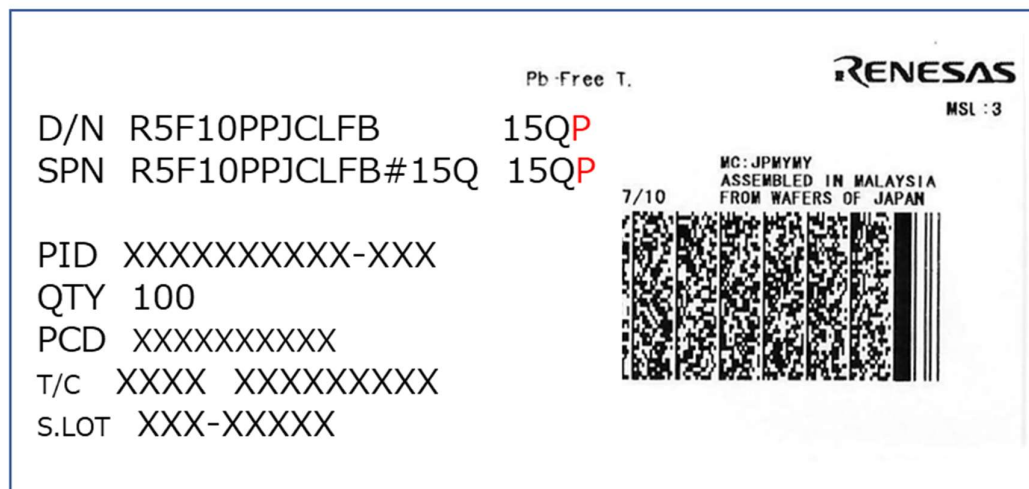 RENESAS
Pb-Free T.
MSL:3
D/N R5F10PPJCLFB 15QP
SPN R5F10PPJCLFB#15Q 15QP
MC:JPMYMY
ASSEMBLED IN MALAYSIA
7/10 FROM WAFERS OF JAPAN
PID XXXXXXXXXX-XXX
QTY 100
PCD XXXXXXXXXX
T/C XXXX XXXXXXXXX
S.LOT XXX-XXXXX